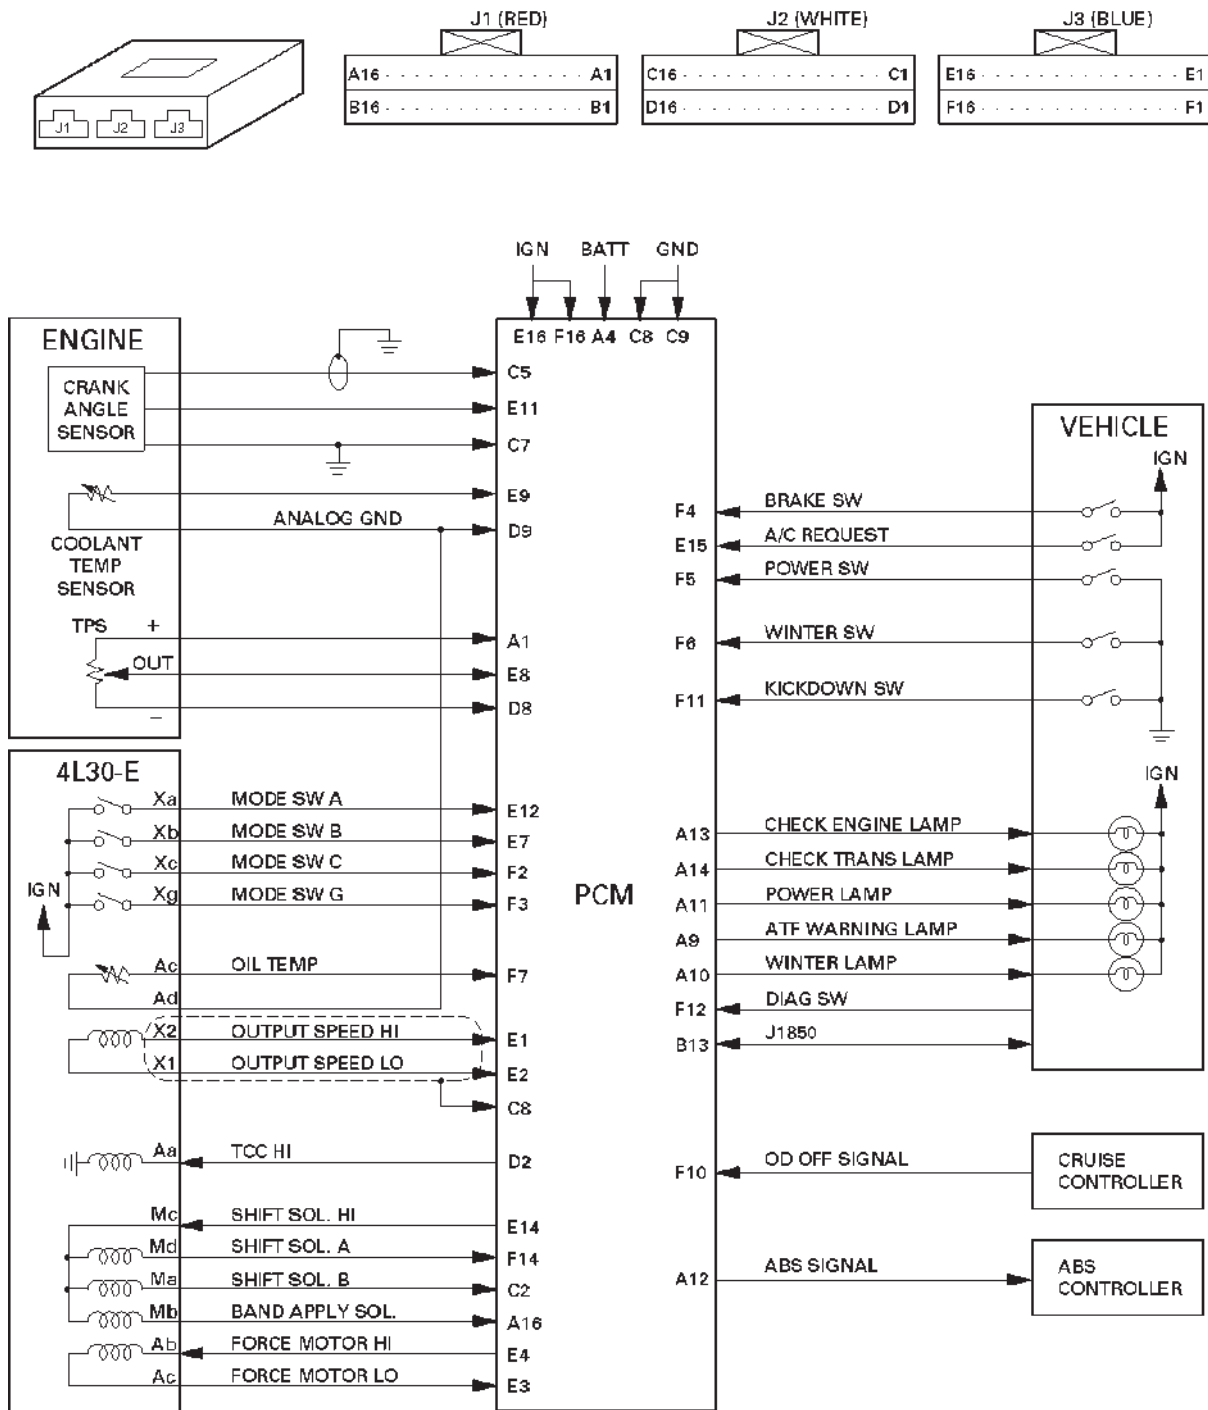 J1 (RED)
J2 (WHITE)
J3 (BLUE)
A16 A1
B16 B1
C16 C1
D16 D1
E16 E1
F16 F1
J1 J2 J3
IGN BATT GND
E16 F16 A4 C8 C9
ENGINE
CRANK
ANGLE
SENSOR
C5
E11
C7
E9
ANALOG GND
D9
COOLANT
TEMP
SENSOR
TPS +
A1
OUT
E8
D8
−
VEHICLE
IGN
F4 BRAKE SW
E15 A/C REQUEST
F5 POWER SW
F6 WINTER SW
F11 KICKDOWN SW
4L30-E
Xa MODE SW A E12
Xb MODE SW B E7
Xc MODE SW C F2
Xg MODE SW G F3
IGN
PCM
Ac OIL TEMP F7
Ad
X2 OUTPUT SPEED HI E1
X1 OUTPUT SPEED LO E2
C8
IGN
A13 CHECK ENGINE LAMP
A14 CHECK TRANS LAMP
A11 POWER LAMP
A9 ATF WARNING LAMP
A10 WINTER LAMP
F12 DIAG SW
B13 J1850
Aa TCC HI D2
Mc SHIFT SOL. HI E14
Md SHIFT SOL. A F14
Ma SHIFT SOL. B C2
Mb BAND APPLY SOL. A16
Ab FORCE MOTOR HI E4
Ac FORCE MOTOR LO E3
F10 OD OFF SIGNAL
CRUISE
CONTROLLER
A12 ABS SIGNAL
ABS
CONTROLLER